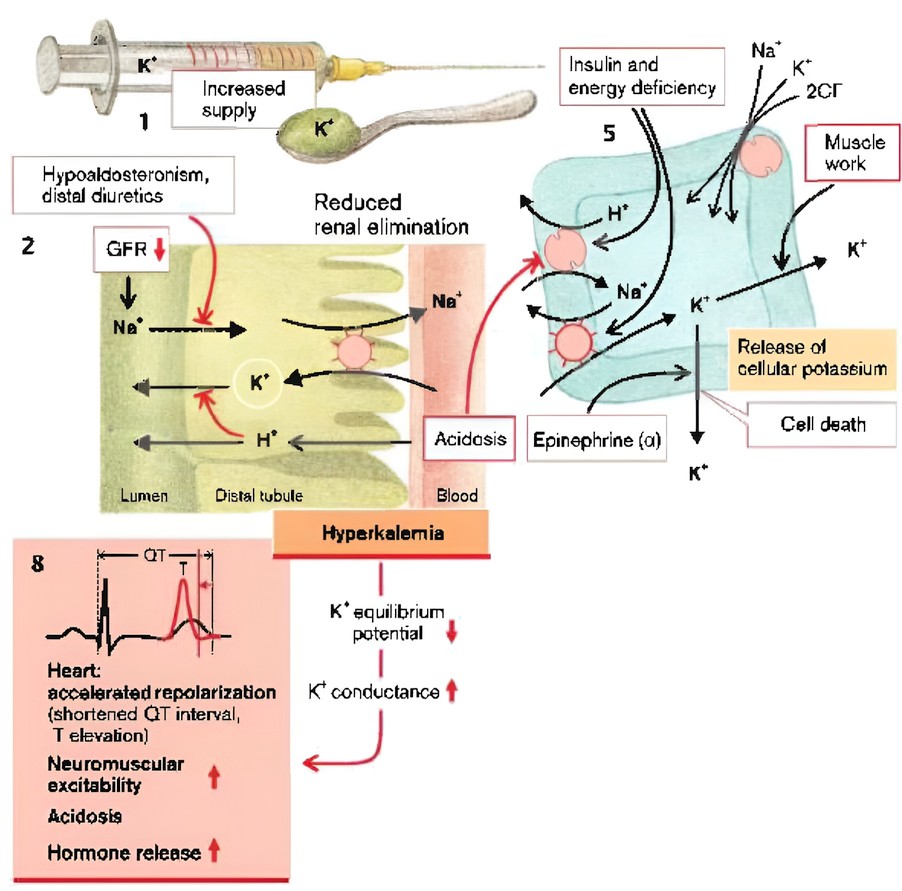 K⁺
Increased
supply
1
K⁺
Insulin and
energy deficiency
5
Na⁺
K⁺
2Cl⁻
Muscle
work
Hypoaldosteronism,
distal diuretics
2
GFR
Reduced
renal elimination
Na⁺
Na⁺
K⁺
H⁺
Lumen
Distal tubule
Blood
H⁺
Na⁺
K⁺
K⁺
Release of
cellular potassium
Acidosis
Epinephrine (α)
Cell death
K⁺
Hyperkalemia
K⁺ equilibrium
potential
K⁺ conductance
8
QT
T
Heart:
accelerated repolarization
(shortened QT interval,
T elevation)
Neuromuscular
excitability
Acidosis
Hormone release